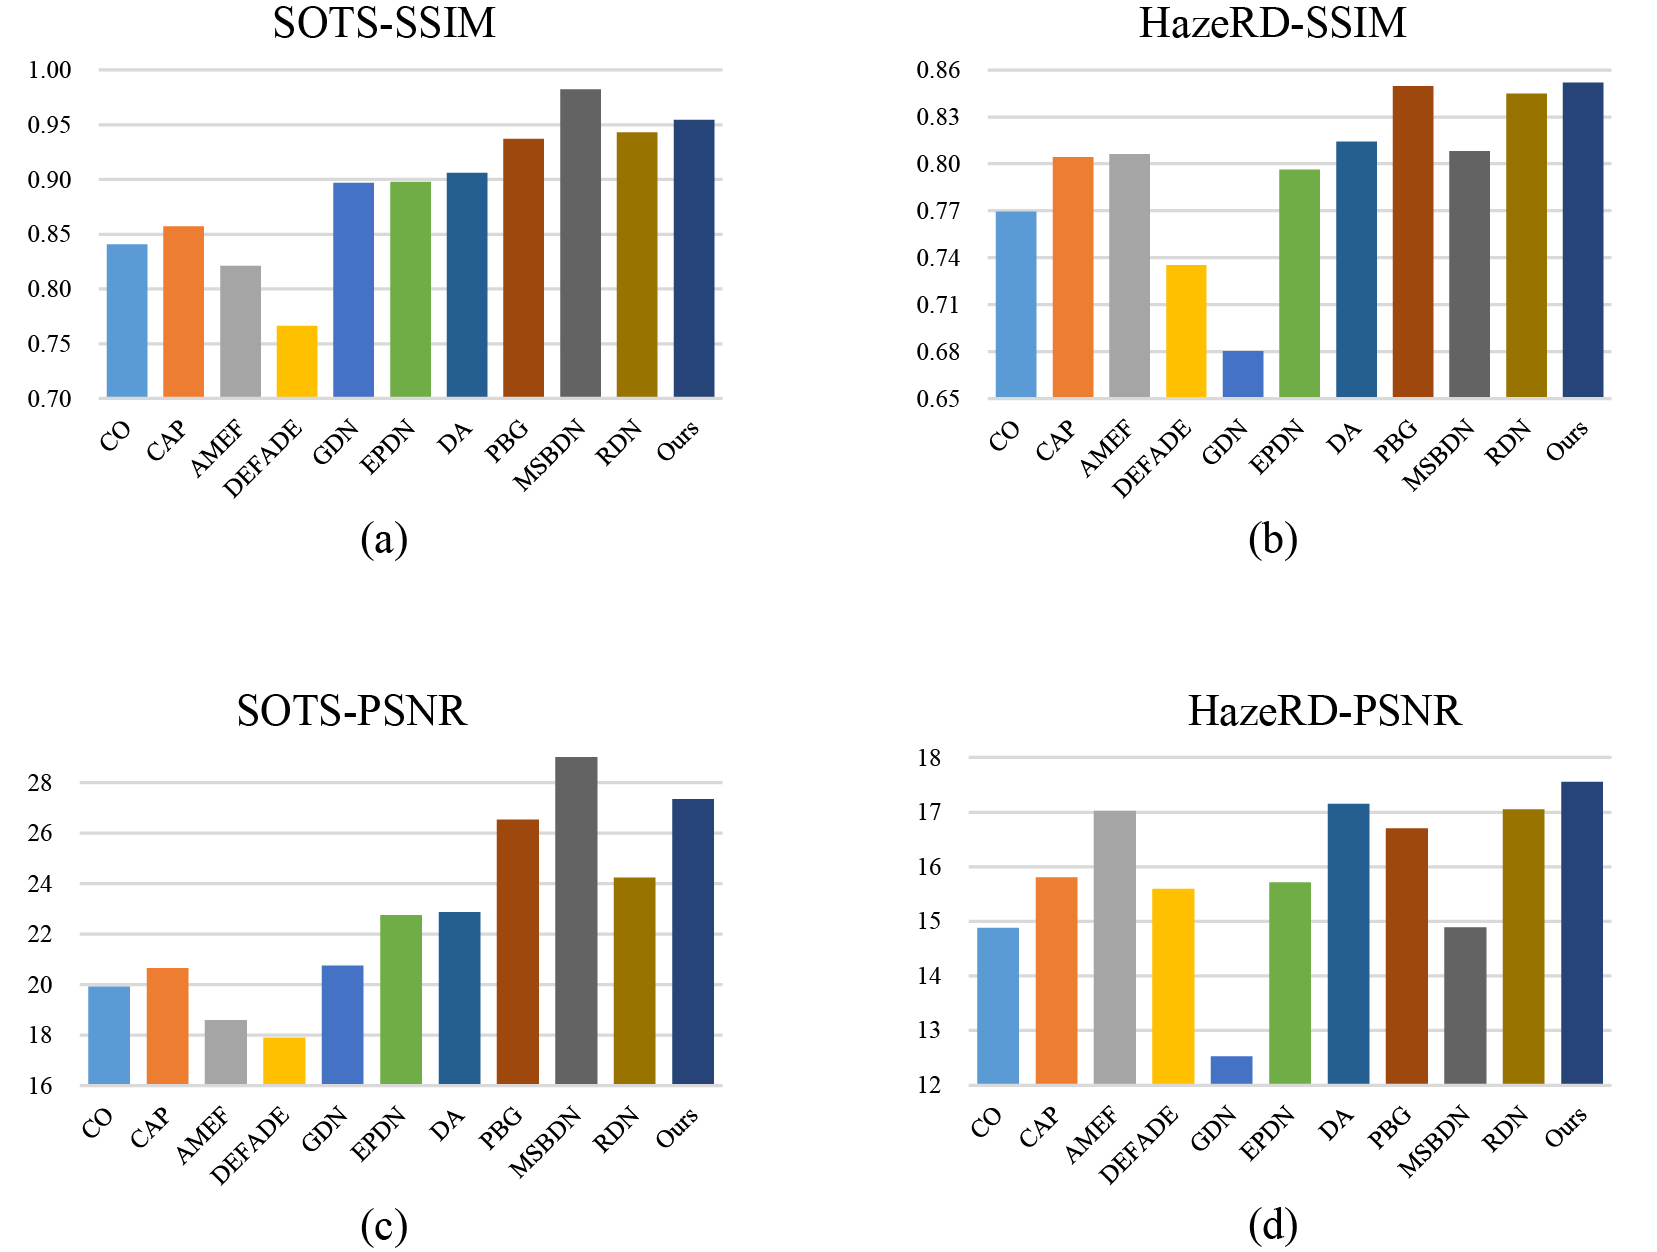 SOTS-SSIM
1.00
0.95
0.90
0.85
0.80
0.75
0.70
CO CAP AMEF DEFADE GDN EPDN DA PBG MSBDN RDN Ours
(a)
HazeRD-SSIM
0.86
0.83
0.80
0.77
0.74
0.71
0.68
0.65
CO CAP AMEF DEFADE GDN EPDN DA PBG MSBDN RDN Ours
(b)
SOTS-PSNR
28
26
24
22
20
18
16
CO CAP AMEF DEFADE GDN EPDN DA PBG MSBDN RDN Ours
(c)
HazeRD-PSNR
18
17
16
15
14
13
12
CO CAP AMEF DEFADE GDN EPDN DA PBG MSBDN RDN Ours
(d)